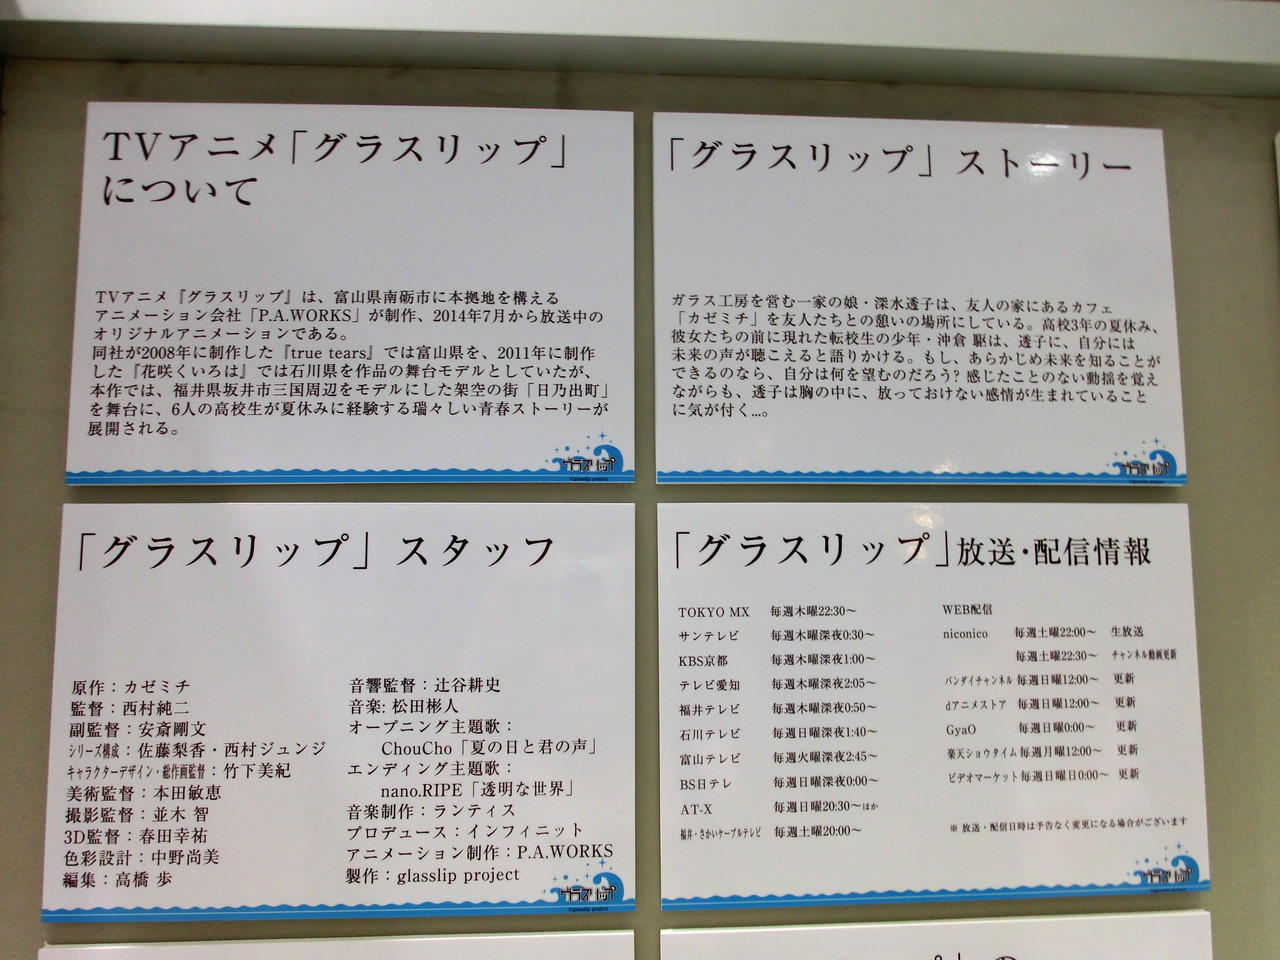 TVアニメ「グラスリップ」
について
TVアニメ『グラスリップ』は、富山県南砺市に本拠地を構える
アニメーション会社「P.A.WORKS」が制作、2014年7月から放送中の
オリジナルアニメーションである。
同社が2008年に制作した『true tears』では富山県を、2011年に制作
した『花咲くいろは』では石川県を作品の舞台モデルとしていたが、
本作では、福井県坂井市三国周辺をモデルにした架空の街「日乃出町」
を舞台に、6人の高校生が夏休みに経験する瑞々しい青春ストーリーが
展開される。
グラスリップ
©glasslip project
「グラスリップ」ストーリー
ガラス工房を営む一家の娘・深水透子は、友人の家にあるカフェ
「カゼミチ」を友人たちとの憩いの場所にしている。高校3年の夏休み、
彼女たちの前に現れた転校生の少年・沖倉 駆は、透子に、自分には
未来の声が聴こえると語りかける。もし、あらかじめ未来を知ることが
できるのなら、自分は何を望むのだろう? 感じたことのない動揺を覚え
ながらも、透子は胸の中に、放っておけない感情が生まれていること
に気が付く…。
グラスリップ
©glasslip project
「グラスリップ」スタッフ
原作：カゼミチ
監督：西村純二
副監督：安斎剛文
シリーズ構成：佐藤梨香・西村ジュンジ
キャラクターデザイン・総作画監督：竹下美紀
美術監督：本田敏恵
撮影監督：並木 智
3D監督：春田幸祐
色彩設計：中野尚美
編集：高橋 歩
音響監督：辻谷耕史
音楽: 松田彬人
オープニング主題歌：
ChouCho「夏の日と君の声」
エンディング主題歌：
nano.RIPE「透明な世界」
音楽制作：ランティス
プロデュース：インフィニット
アニメーション制作：P.A.WORKS
製作：glasslip project
グラスリップ
©glasslip project
「グラスリップ」放送・配信情報
TOKYO MX 毎週木曜22:30〜
サンテレビ 毎週木曜深夜0:30〜
KBS京都 毎週木曜深夜1:00〜
テレビ愛知 毎週木曜深夜2:05〜
福井テレビ 毎週木曜深夜0:50〜
石川テレビ 毎週日曜深夜1:40〜
富山テレビ 毎週火曜深夜2:45〜
BS日テレ 毎週日曜深夜0:00〜
AT-X 毎週日曜20:30〜ほか
福井・さかいケーブルテレビ 毎週土曜20:00〜
WEB配信
niconico 毎週土曜22:00〜 生放送
毎週土曜22:30〜 チャンネル動画更新
バンダイチャンネル 毎週日曜12:00〜 更新
dアニメストア 毎週日曜12:00〜 更新
GyaO 毎週日曜0:00〜 更新
楽天ショウタイム 毎週月曜12:00〜 更新
ビデオマーケット 毎週日曜日0:00〜 更新
※ 放送・配信日時は予告なく変更になる場合がございます
グラスリップ
©glasslip project